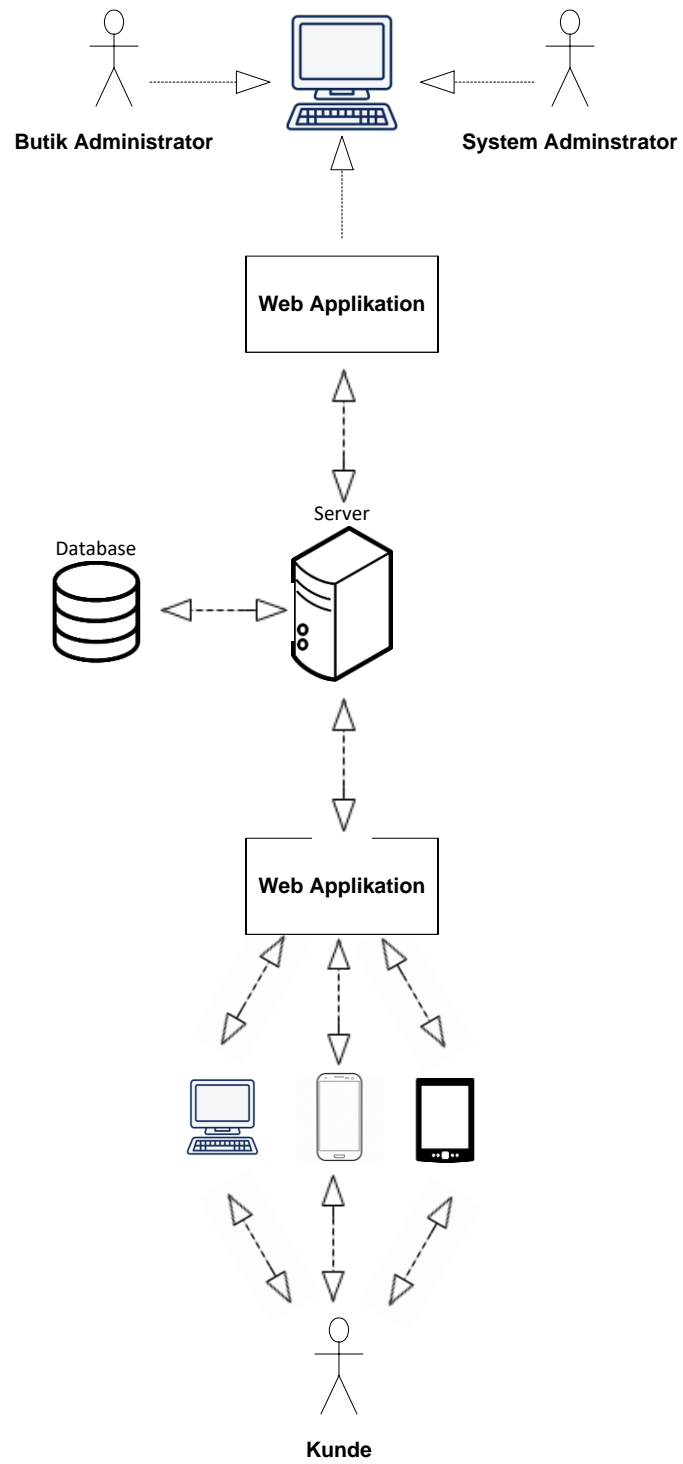 Butik Administrator
System Adminstrator
Web Applikation
Server
Database
Web Applikation
Kunde